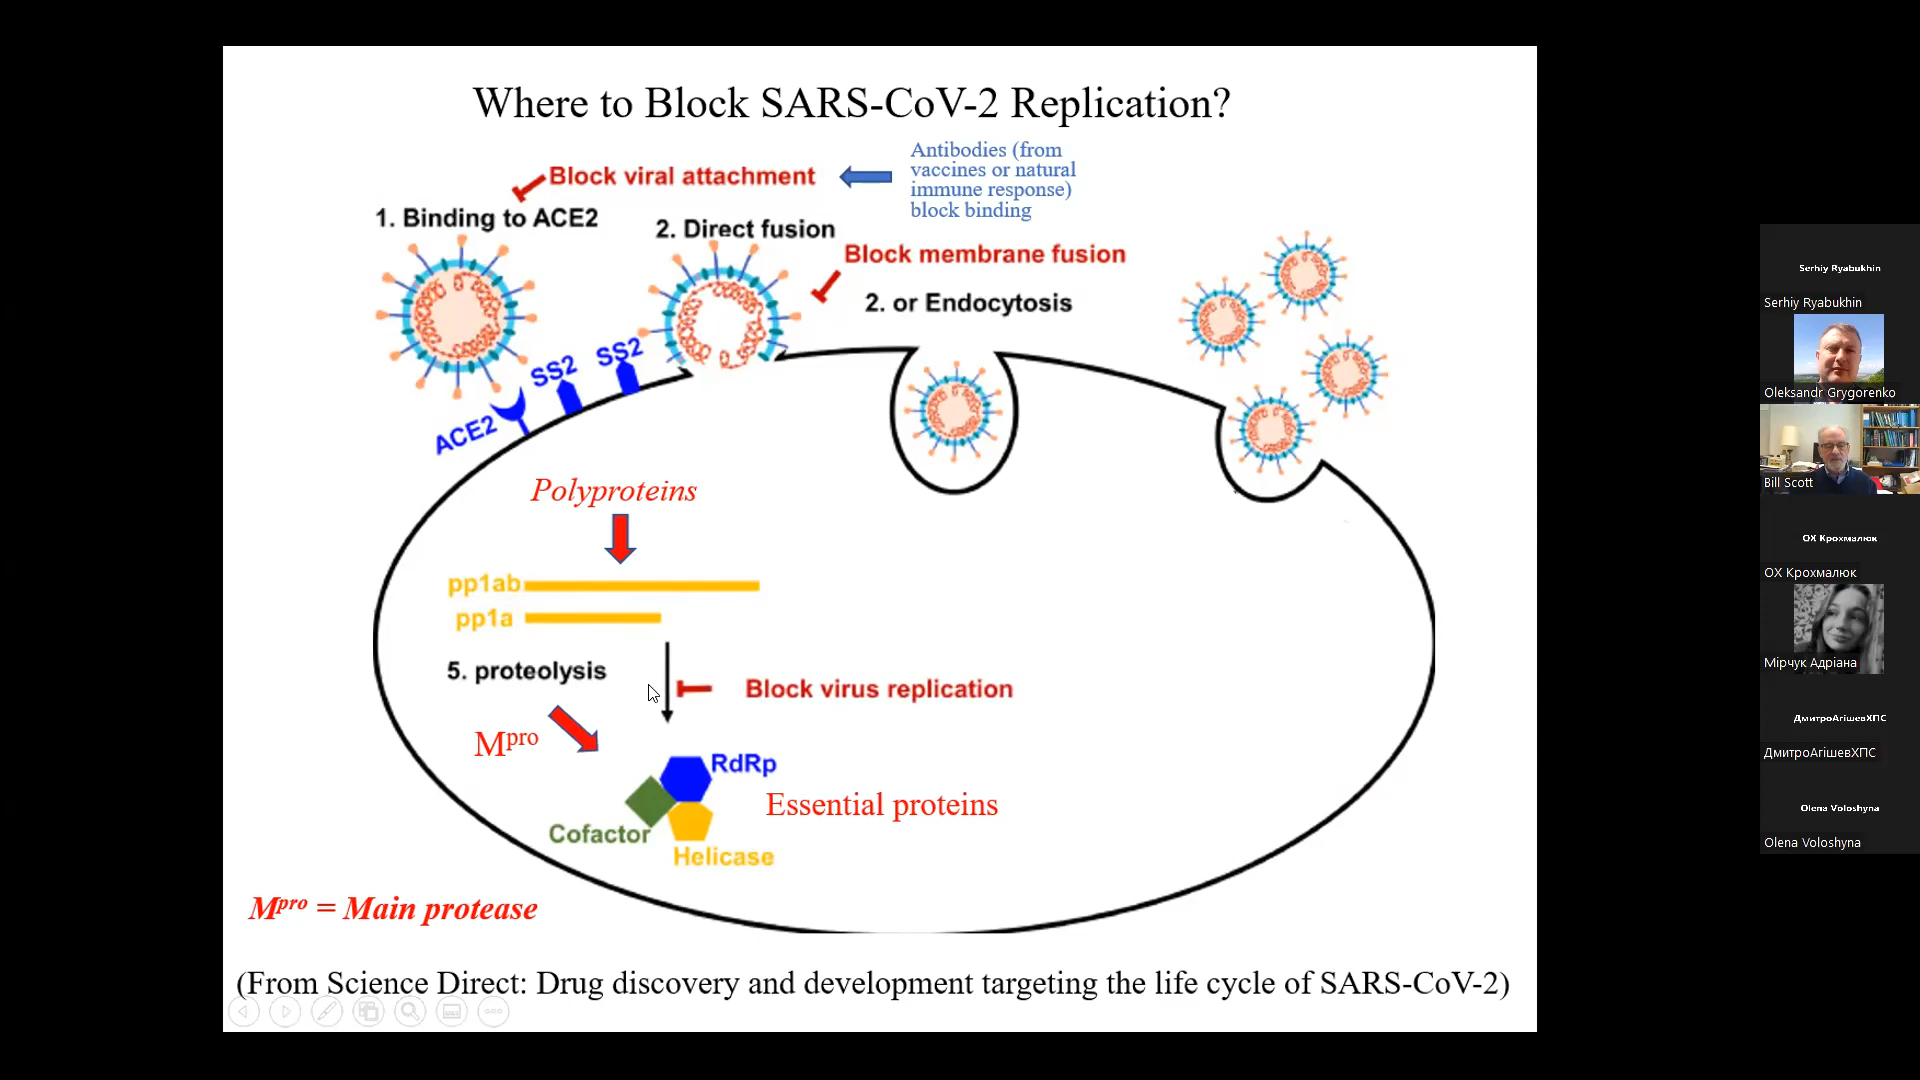 Where to Block SARS-CoV-2 Replication?
Antibodies (from
vaccines or natural
immune response)
block binding
Block viral attachment
1. Binding to ACE2
2. Direct fusion
Block membrane fusion
2. or Endocytosis
SS2
SS2
ACE2
Polyproteins
pp1ab
pp1a
5. proteolysis
Block virus replication
Mpro
RdRp
Essential proteins
Cofactor
Helicase
Mpro = Main protease
(From Science Direct: Drug discovery and development targeting the life cycle of SARS-CoV-2)
Serhiy Ryabukhin
Serhiy Ryabukhin
Oleksandr Grygorenko
Bill Scott
ОХ Крохмалюк
ОХ Крохмалюк
Мірчук Адріана
ДмитроАгішевХПС
ДмитроАгішевХПС
Olena Voloshyna
Olena Voloshyna